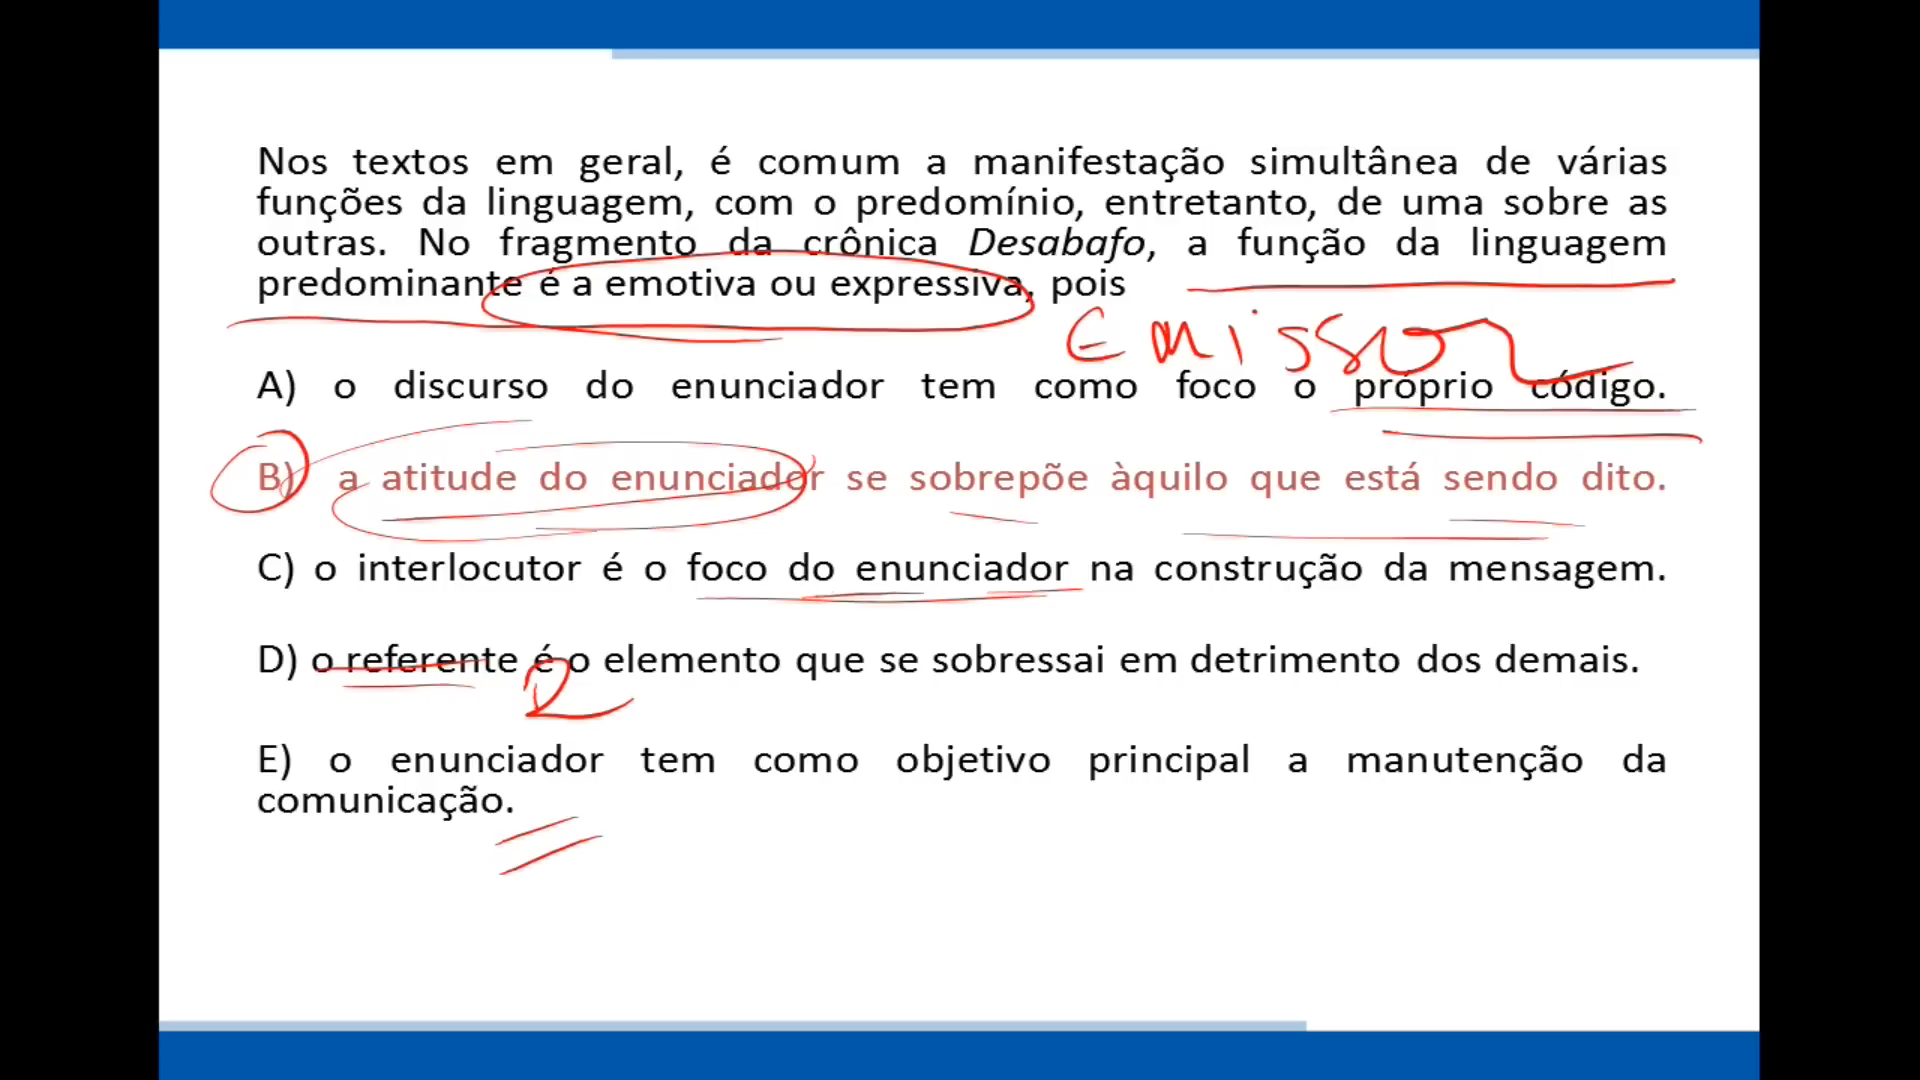 Nos textos em geral, é comum a manifestação simultânea de várias
funções da linguagem, com o predomínio, entretanto, de uma sobre as
outras. No fragmento da crônica Desabafo, a função da linguagem
predominante é a emotiva ou expressiva, pois
Emissor
A) o discurso do enunciador tem como foco o próprio código.
B) a atitude do enunciador se sobrepõe àquilo que está sendo dito.
C) o interlocutor é o foco do enunciador na construção da mensagem.
D) o referente é o elemento que se sobressai em detrimento dos demais.
E) o enunciador tem como objetivo principal a manutenção da
comunicação.